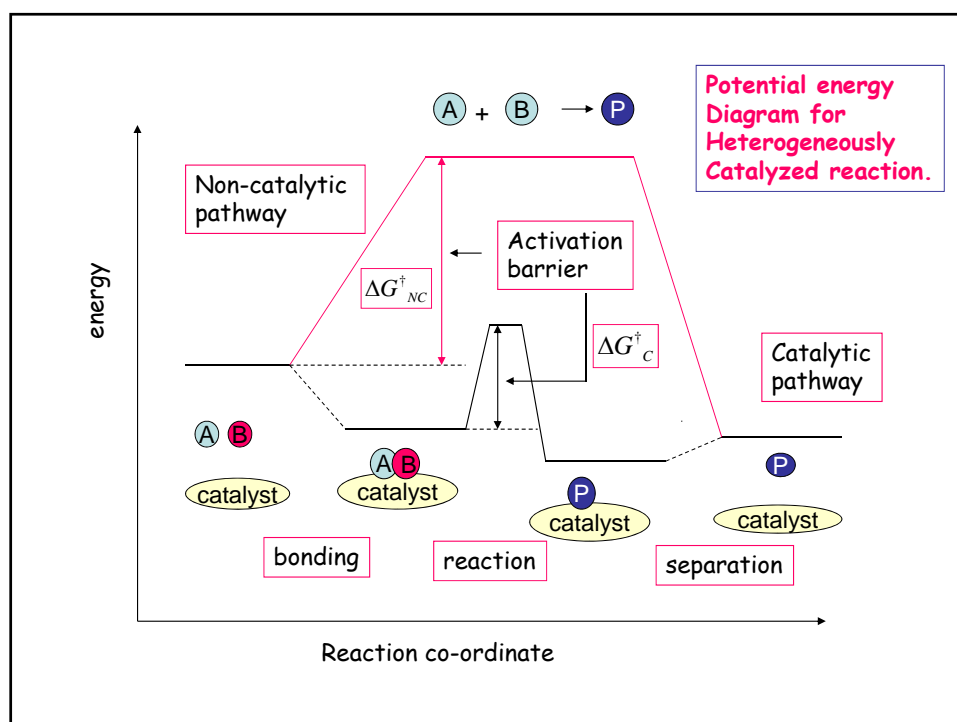 A + B → P
Potential energy
Diagram for
Heterogeneously
Catalyzed reaction.
Non-catalytic
pathway
Activation
barrier
ΔG†NC
ΔG†C
energy
Catalytic
pathway
A B
catalyst
A B
catalyst
P
catalyst
P
catalyst
bonding
reaction
separation
Reaction co-ordinate